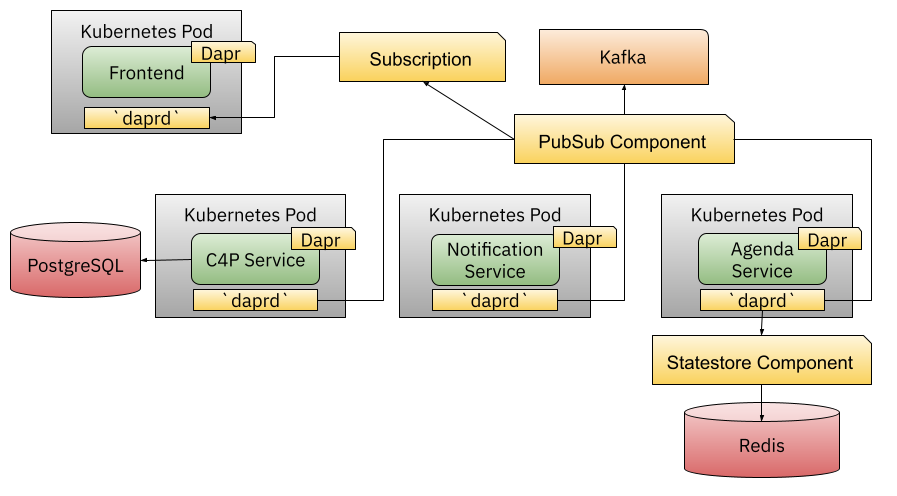 Kubernetes Pod
Dapr
Frontend
`daprd`
Subscription
Kafka
PubSub Component
Kubernetes Pod
Dapr
C4P Service
`daprd`
PostgreSQL
Kubernetes Pod
Dapr
Notification
Service
`daprd`
Kubernetes Pod
Dapr
Agenda
Service
`daprd`
Statestore Component
Redis